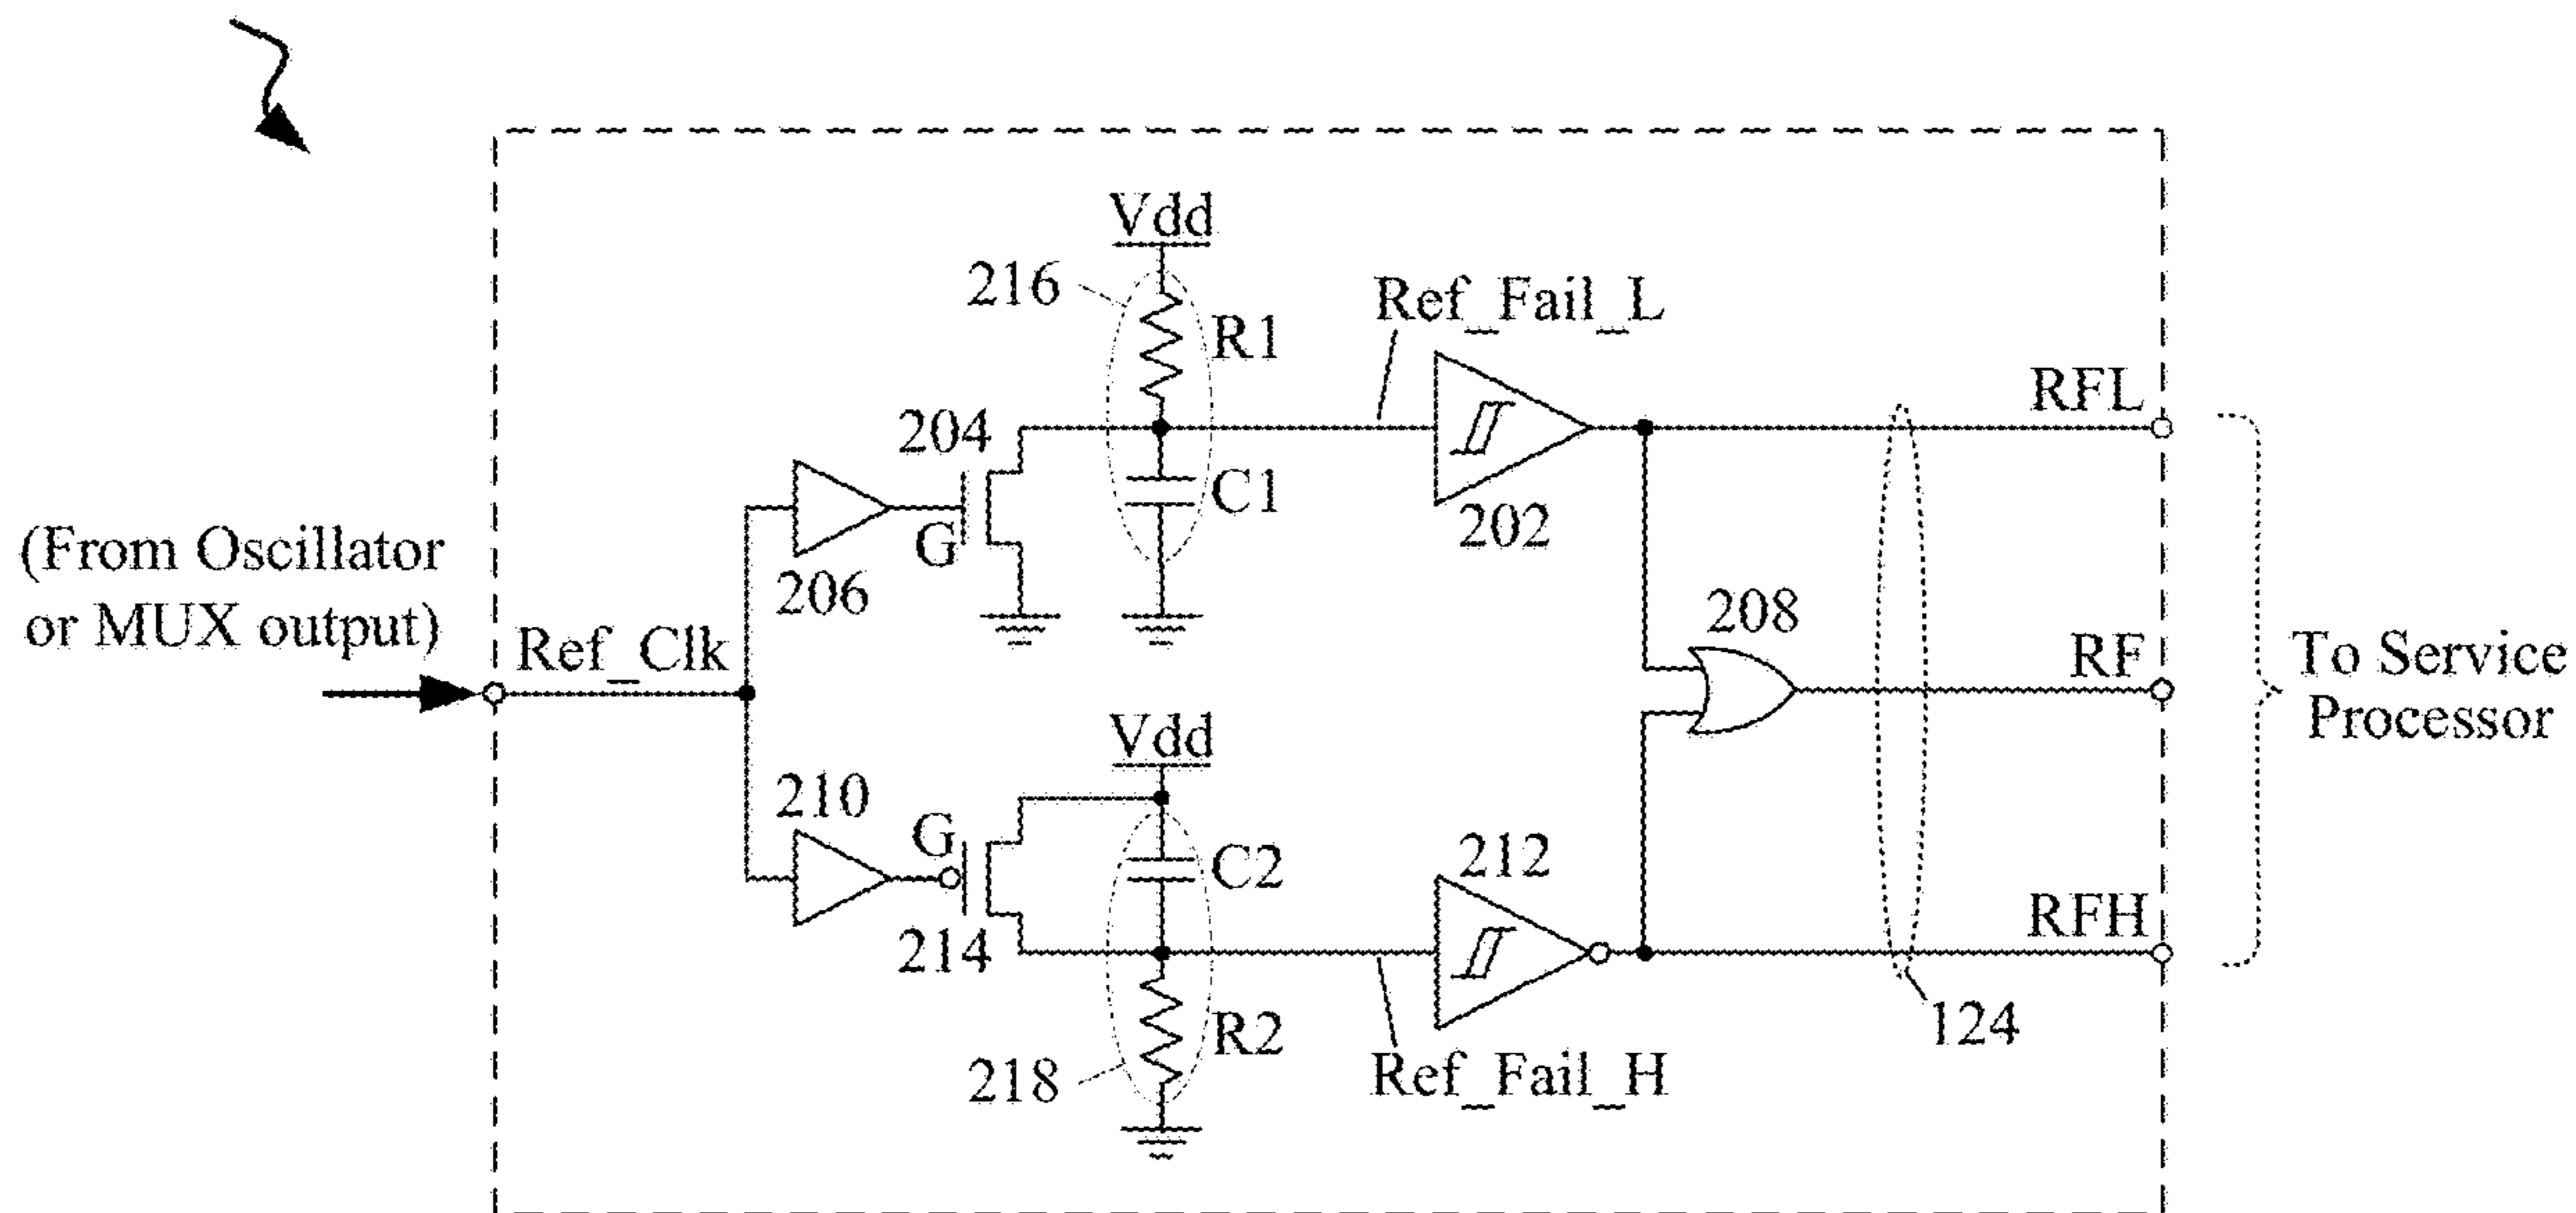 Vdd
216
R1
Ref_Fail_L
RFL
204
C1
G
206
202
(From Oscillator
or MUX output)
Ref_Clk
208
RF
To Service
Processor
Vdd
210
G
C2
212
RFH
214
R2
218
Ref_Fail_H
124